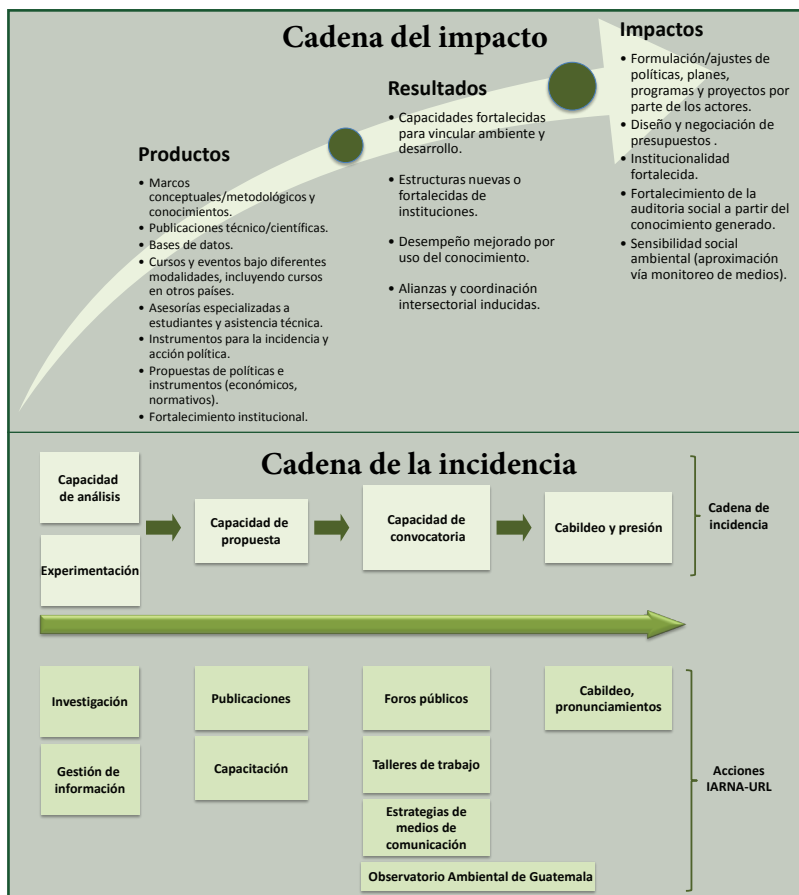 Cadena del impacto
Productos
• Marcos
conceptuales/metodológicos y
conocimientos.
• Publicaciones técnico/científicas.
• Bases de datos.
• Cursos y eventos bajo diferentes
modalidades, incluyendo cursos
en otros países.
• Asesorías especializadas a
estudiantes y asistencia técnica.
• Instrumentos para la incidencia y
acción política.
• Propuestas de políticas e
instrumentos (económicos,
normativos).
• Fortalecimiento institucional.
Resultados
• Capacidades fortalecidas
para vincular ambiente y
desarrollo.
• Estructuras nuevas o
fortalecidas de
instituciones.
• Desempeño mejorado por
uso del conocimiento.
• Alianzas y coordinación
intersectorial inducidas.
Impactos
• Formulación/ajustes de
políticas, planes,
programas y proyectos por
parte de los actores.
• Diseño y negociación de
presupuestos .
• Institucionalidad
fortalecida.
• Fortalecimiento de la
auditoria social a partir del
conocimiento generado.
• Sensibilidad social
ambiental (aproximación
vía monitoreo de medios).
Cadena de la incidencia
Capacidad
de análisis
Experimentación
Capacidad de
propuesta
Capacidad de
convocatoria
Cabildeo y presión
Cadena de
incidencia
Investigación
Gestión de
información
Publicaciones
Capacitación
Foros públicos
Talleres de trabajo
Estrategias de
medios de
comunicación
Observatorio Ambiental de Guatemala
Cabildeo,
pronunciamientos
Acciones
IARNA-URL